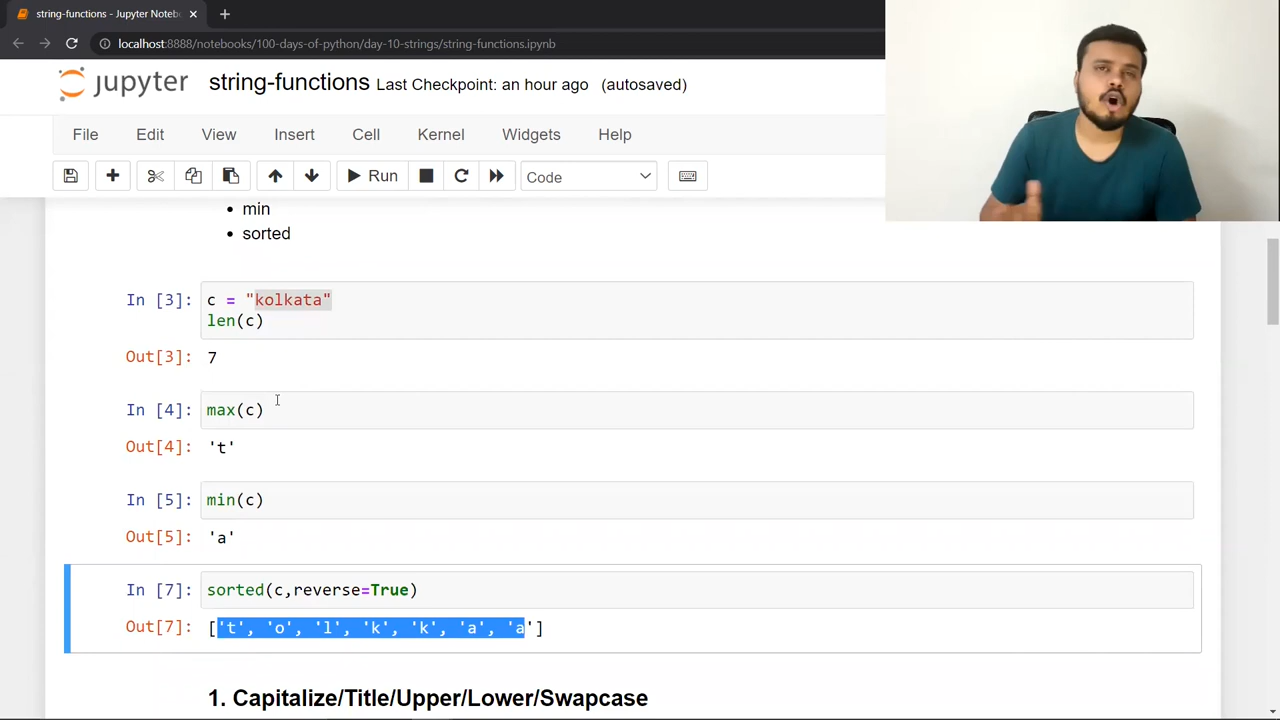 string-functions - Jupyter Noteb
localhost:8888/notebooks/100-days-of-python/day-10-strings/string-functions.ipynb
jupyter string-functions Last Checkpoint: an hour ago (autosaved)
File Edit View Insert Cell Kernel Widgets Help
Run Code
• min
• sorted
In [3]: c = "kolkata"
len(c)
Out[3]: 7
In [4]: max(c)
Out[4]: 't'
In [5]: min(c)
Out[5]: 'a'
In [7]: sorted(c,reverse=True)
Out[7]: ['t', 'o', 'l', 'k', 'k', 'a', 'a']
1. Capitalize/Title/Upper/Lower/Swapcase